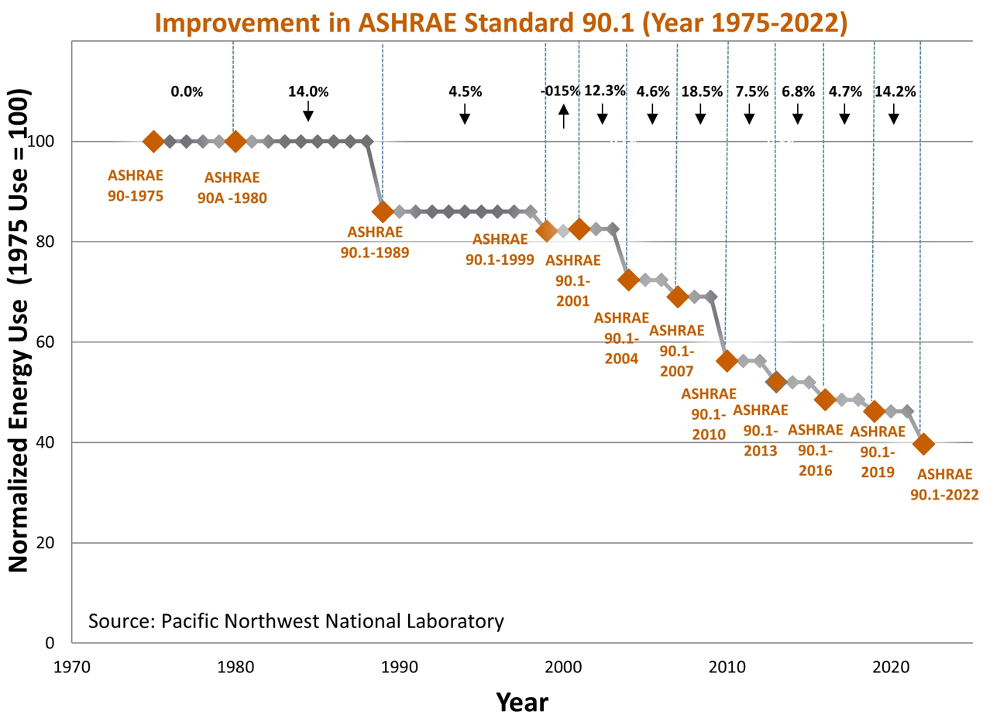 Improvement in ASHRAE Standard 90.1 (Year 1975-2022)
Normalized Energy Use (1975 Use = 100)
0.0%
14.0%
4.5%
-015%
12.3%
4.6%
18.5%
7.5%
6.8%
4.7%
14.2%
100
80
60
40
20
0
ASHRAE
90-1975
ASHRAE
90A -1980
ASHRAE
90.1-1989
ASHRAE
90.1-1999
ASHRAE
90.1-
2001
ASHRAE
90.1-
2004
ASHRAE
90.1-
2007
ASHRAE
90.1-
2010
ASHRAE
90.1-
2013
ASHRAE
90.1-
2016
ASHRAE
90.1-
2019
ASHRAE
90.1-2022
Source: Pacific Northwest National Laboratory
1970
1980
1990
2000
2010
2020
Year